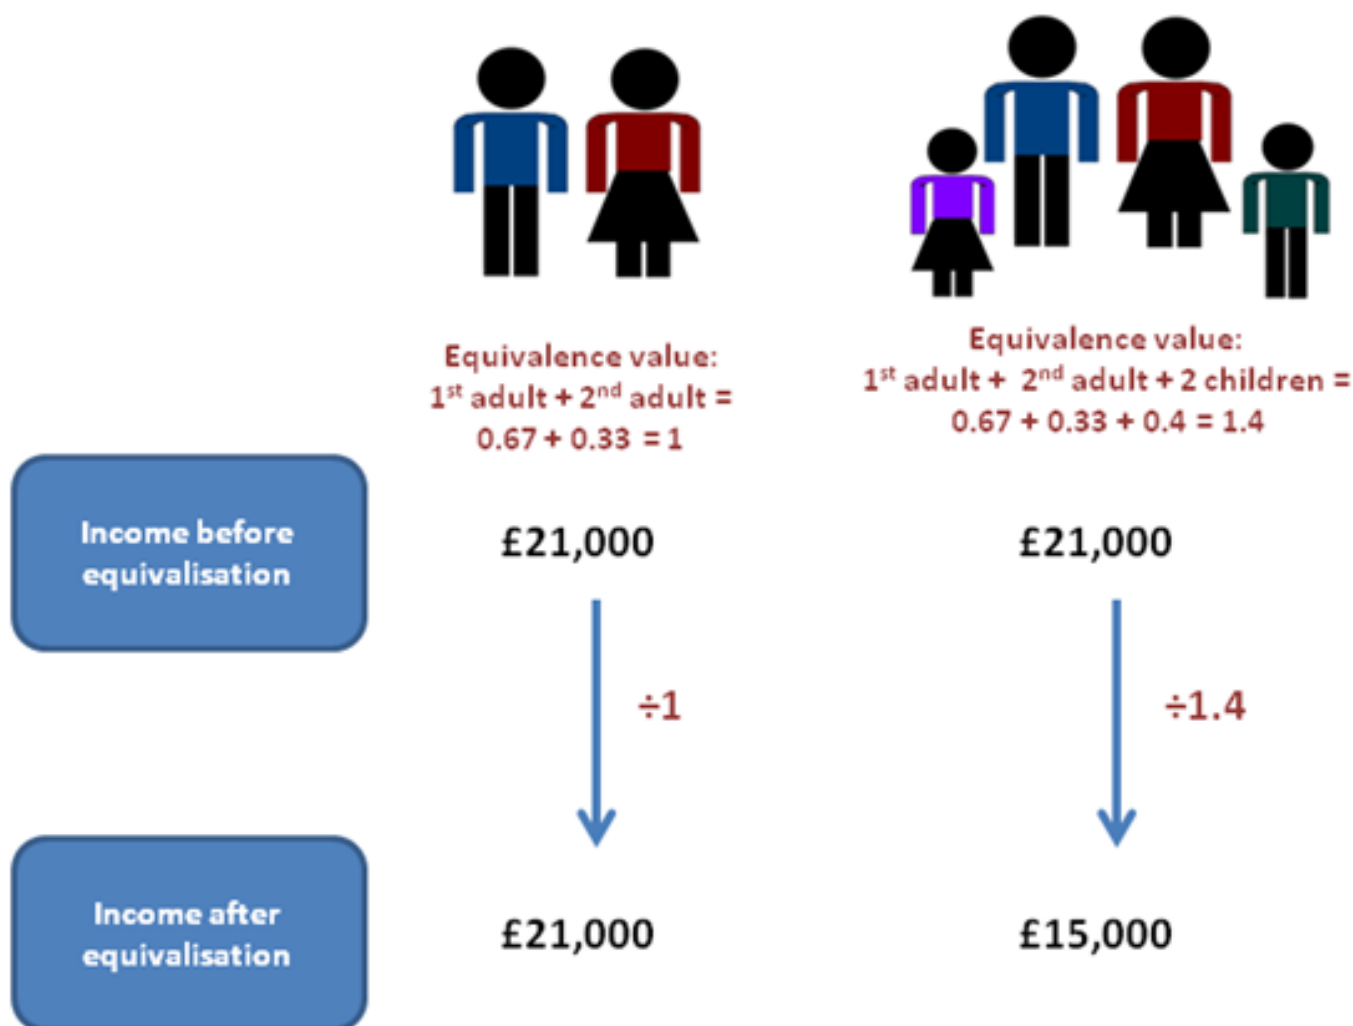 Equivalence value:
1st adult + 2nd adult =
0.67 + 0.33 = 1
Equivalence value:
1st adult + 2nd adult + 2 children =
0.67 + 0.33 + 0.4 = 1.4
Income before
equivalisation
£21,000
£21,000
÷1
÷1.4
Income after
equivalisation
£21,000
£15,000